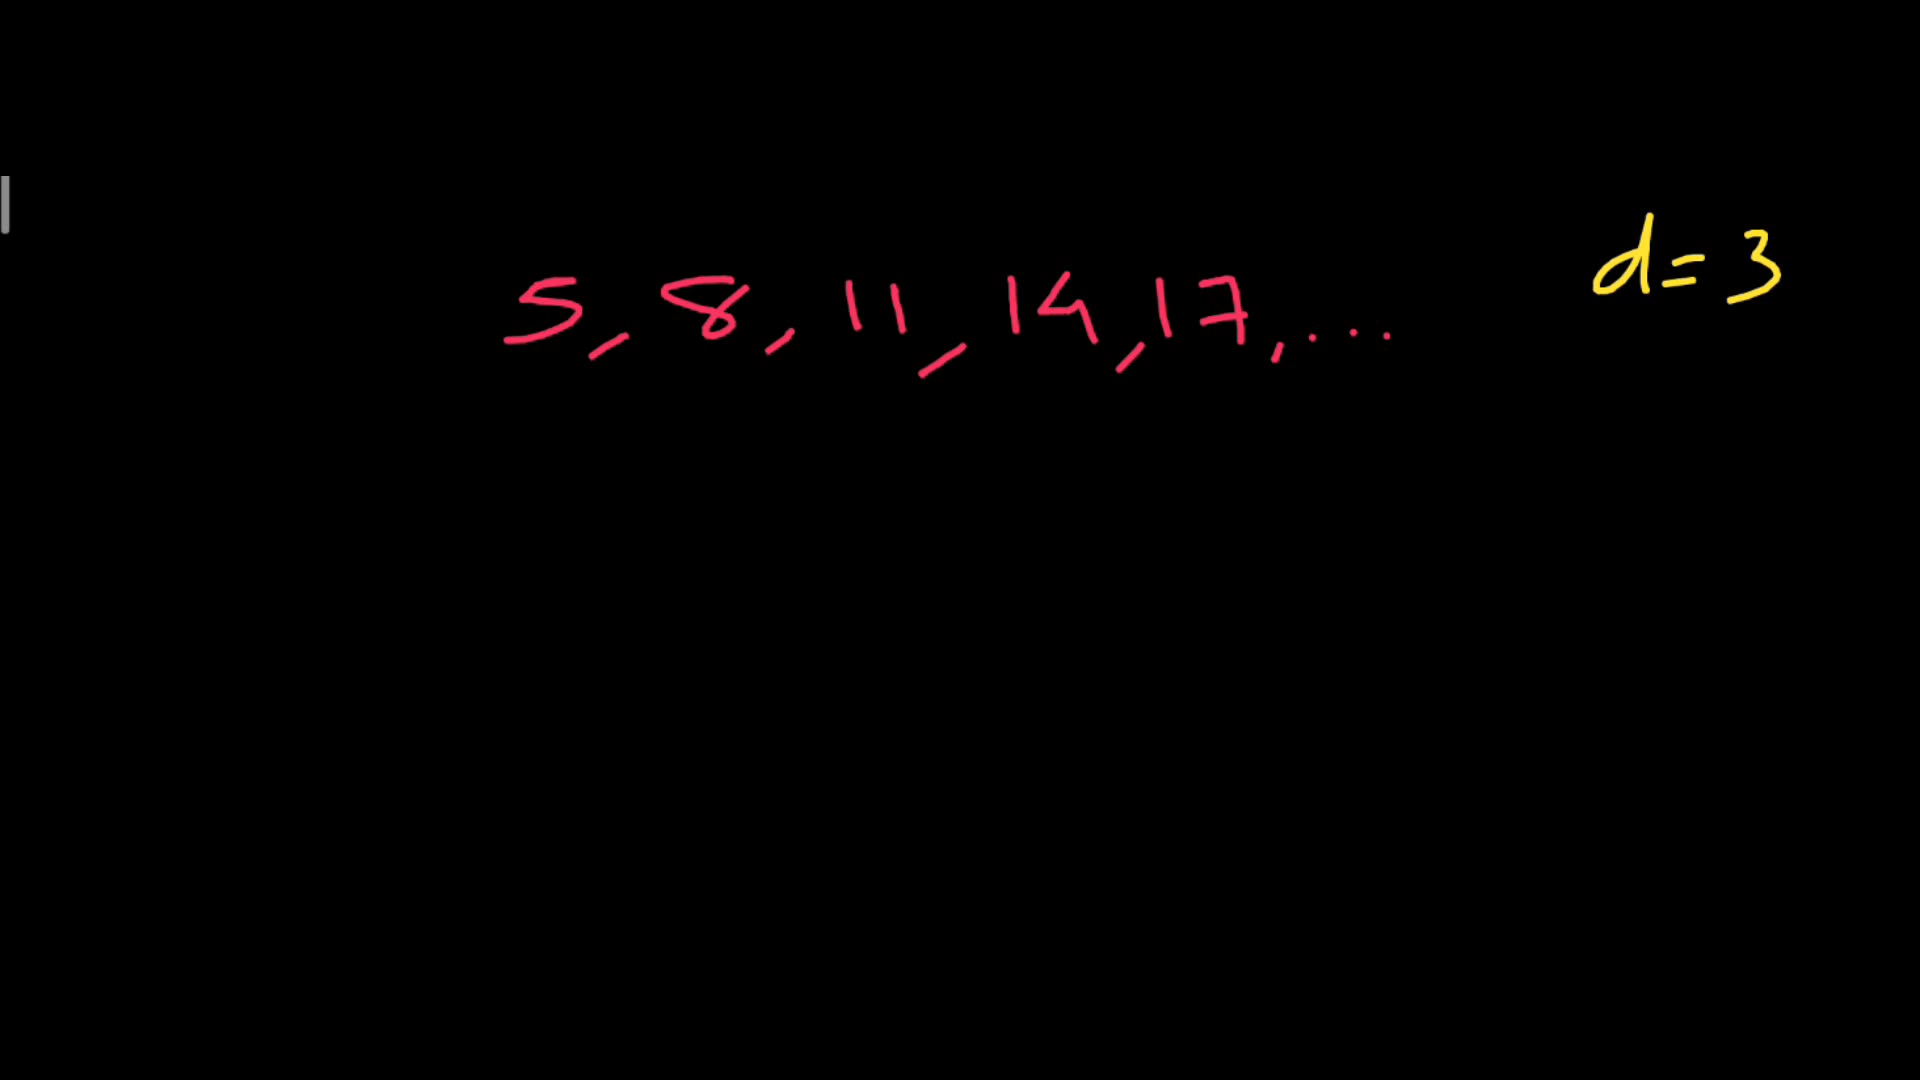 5, 8, 11, 14, 17, ...
d = 3